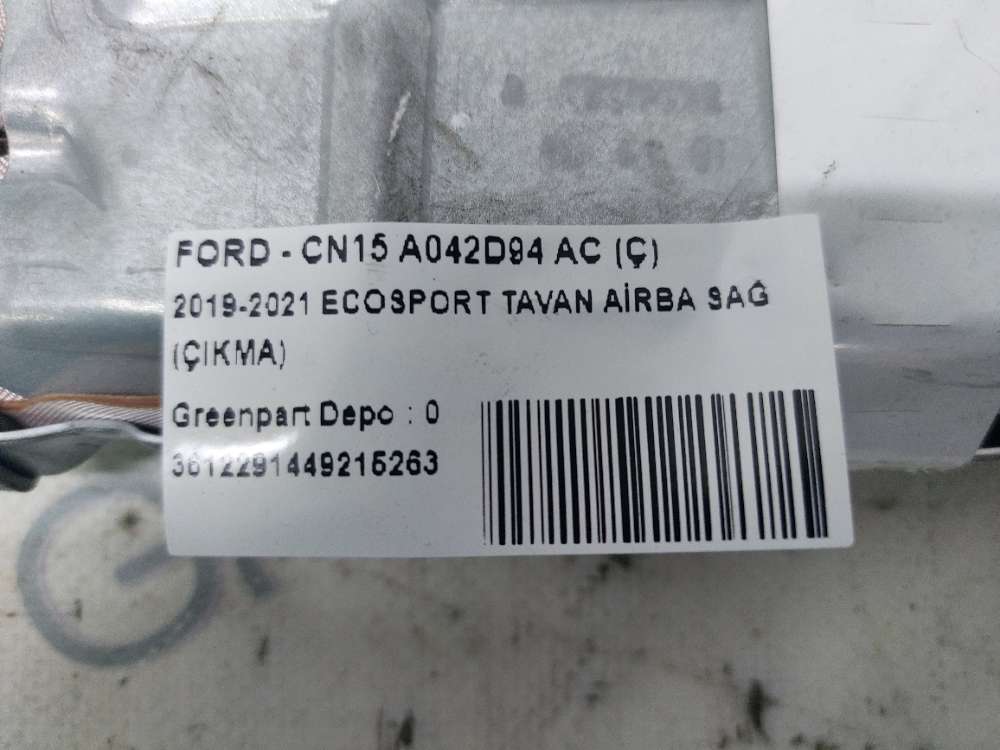 FORD - CN15 A042D94 AC (Ç)
2019-2021 ECOSPORT TAVAN AİRBA SAĞ
(ÇIKMA)
Greenpart Depo : 0
3612291449215263